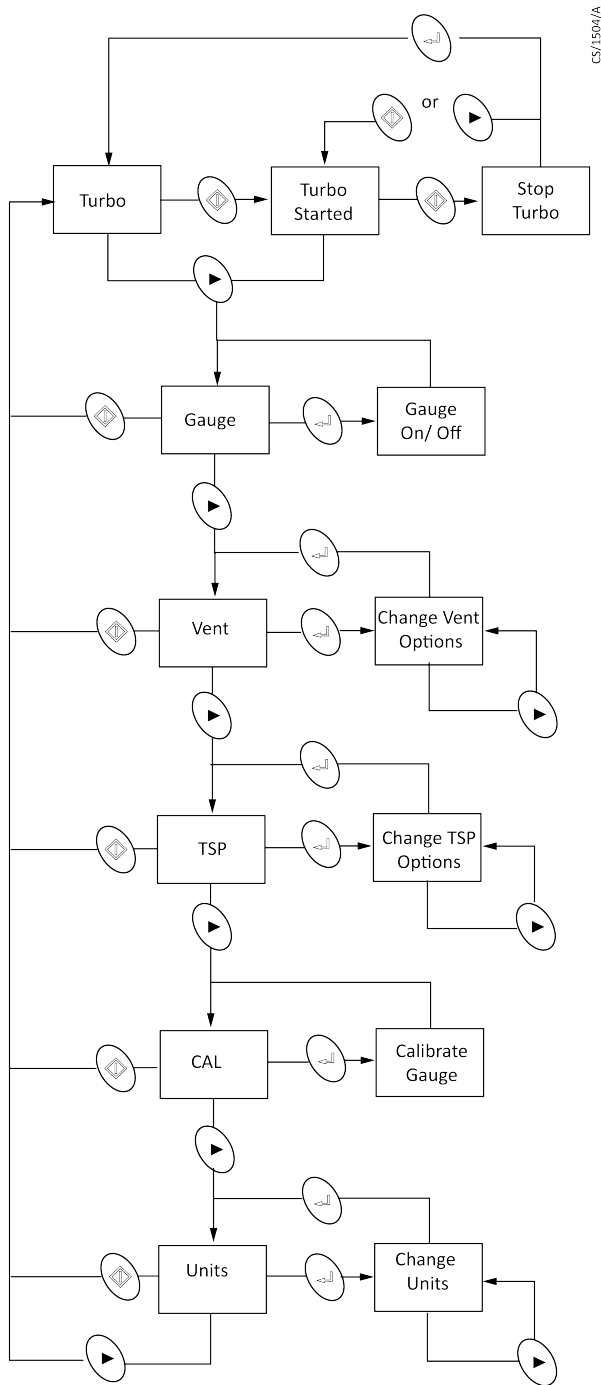 CS/1504/A
or
Turbo
Turbo
Started
Stop
Turbo
Gauge
Gauge
On/ Off
Vent
Change Vent
Options
TSP
Change TSP
Options
CAL
Calibrate
Gauge
Units
Change
Units